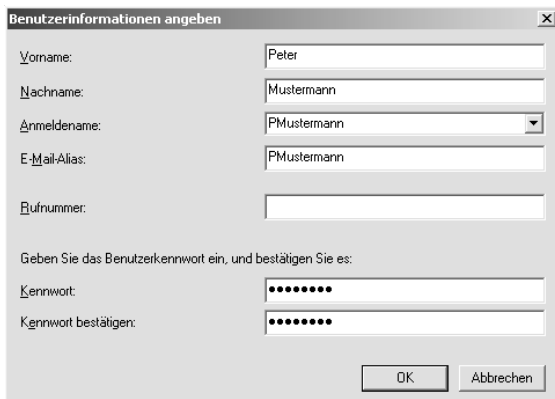 Benutzerinformationen angeben
Vorname: Peter
Nachname: Mustermann
Anmeldename: PMustermann
E-Mail-Alias: PMustermann
Rufnummer:
Geben Sie das Benutzerkennwort ein, und bestätigen Sie es:
Kennwort: ●●●●●●●●
Kennwort bestätigen: ●●●●●●●●
OK Abbrechen